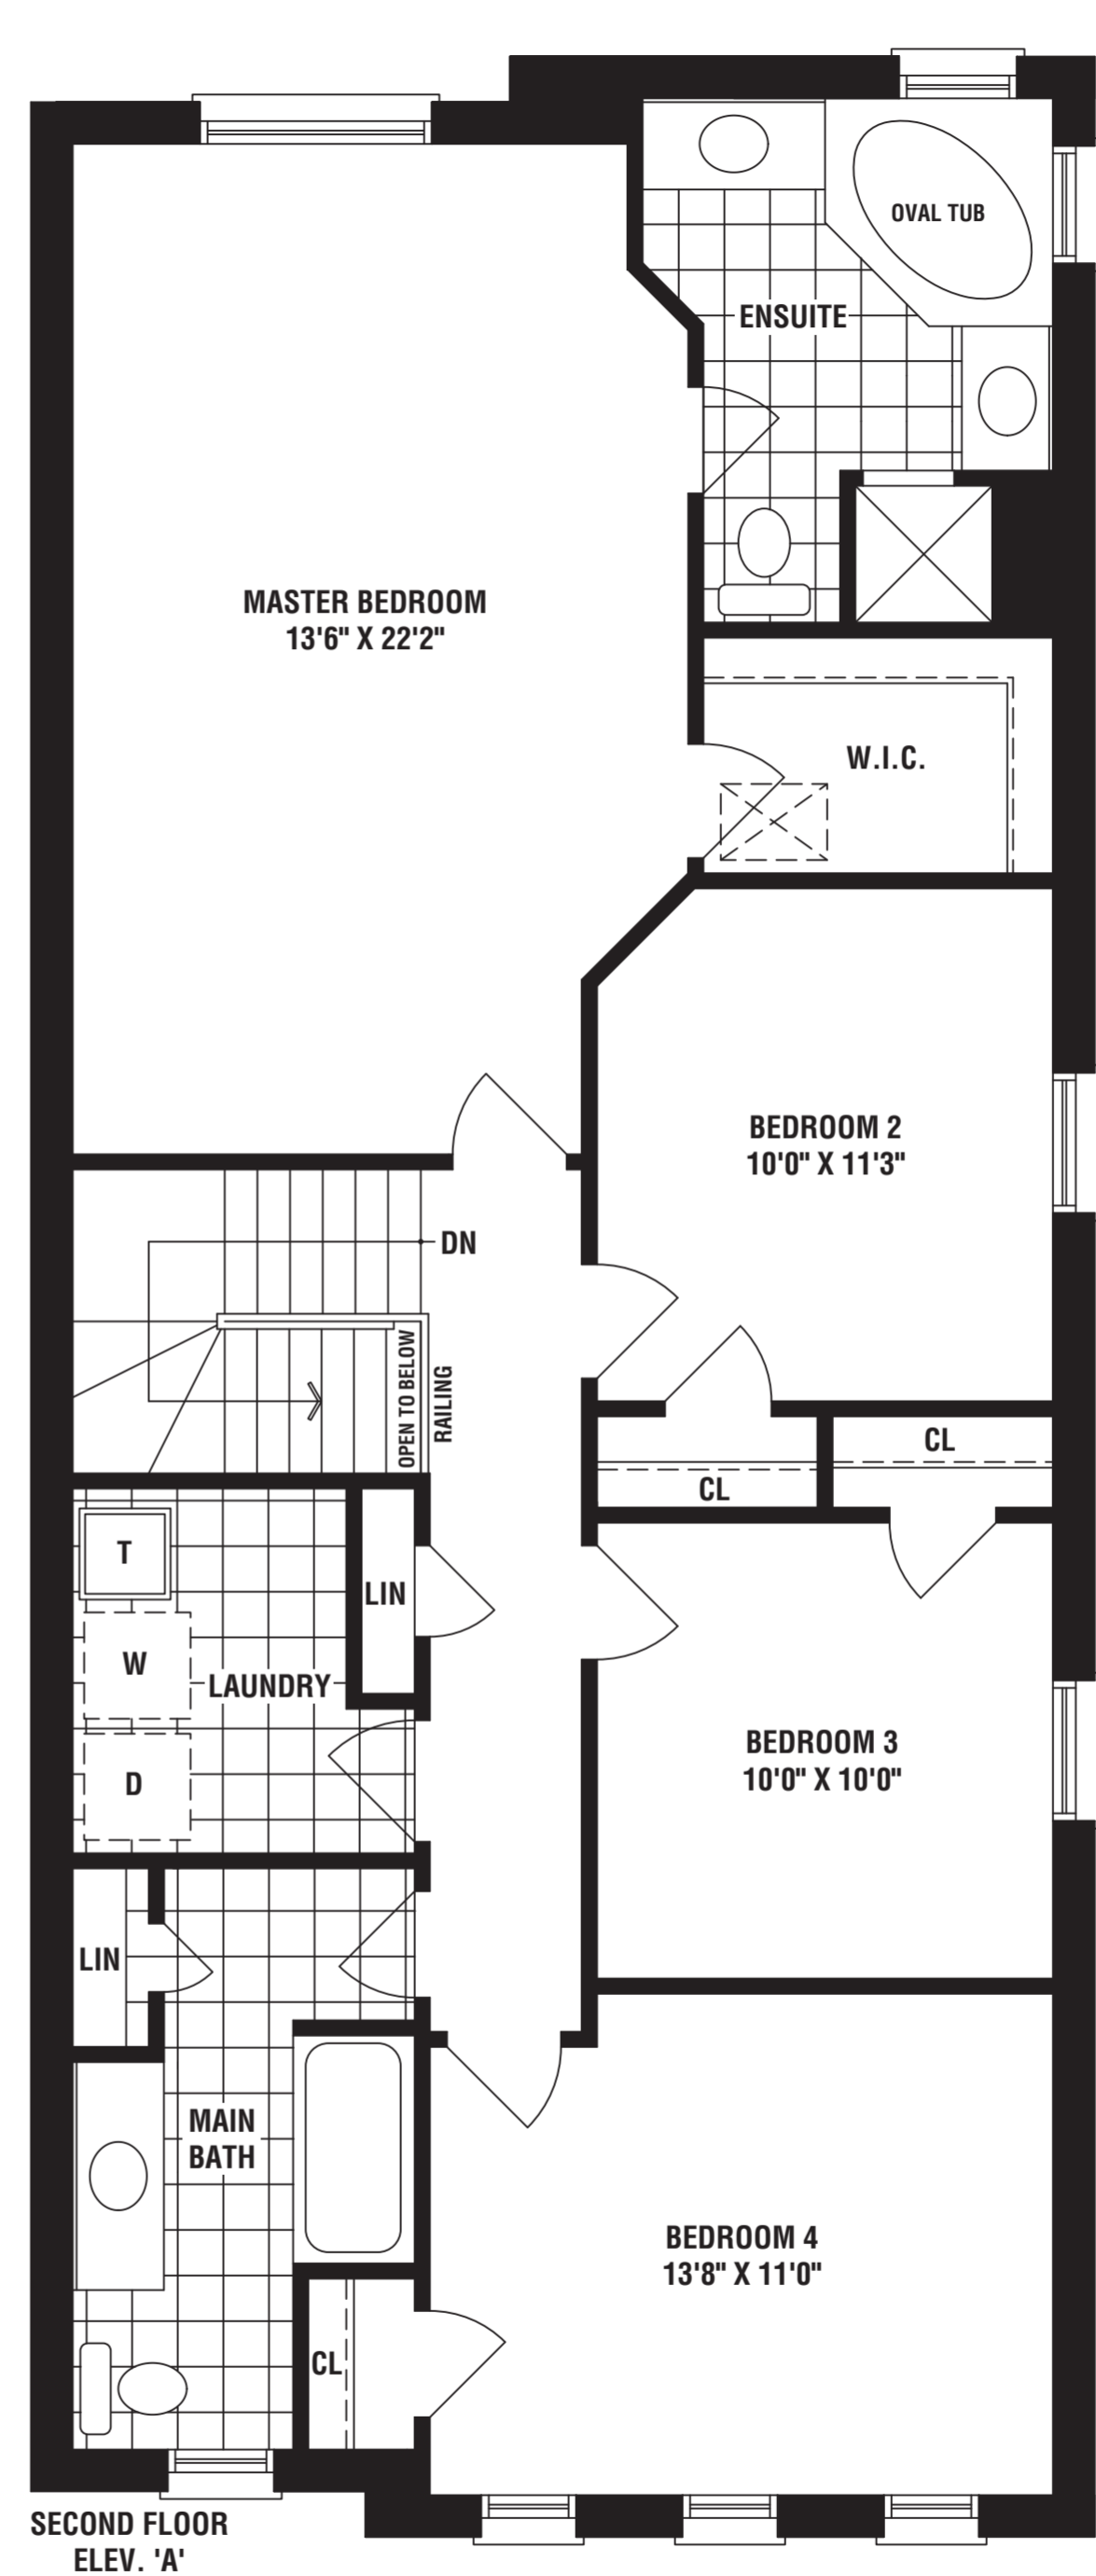 OVAL TUB
ENSUITE
MASTER BEDROOM
13'6" X 22'2"
W.I.C.
BEDROOM 2
10'0" X 11'3"
DN
OPEN TO BELOW
RAILING
CL
CL
T
LIN
W
LAUNDRY
D
BEDROOM 3
10'0" X 10'0"
LIN
MAIN
BATH
BEDROOM 4
13'8" X 11'0"
CL
SECOND FLOOR
ELEV. 'A'